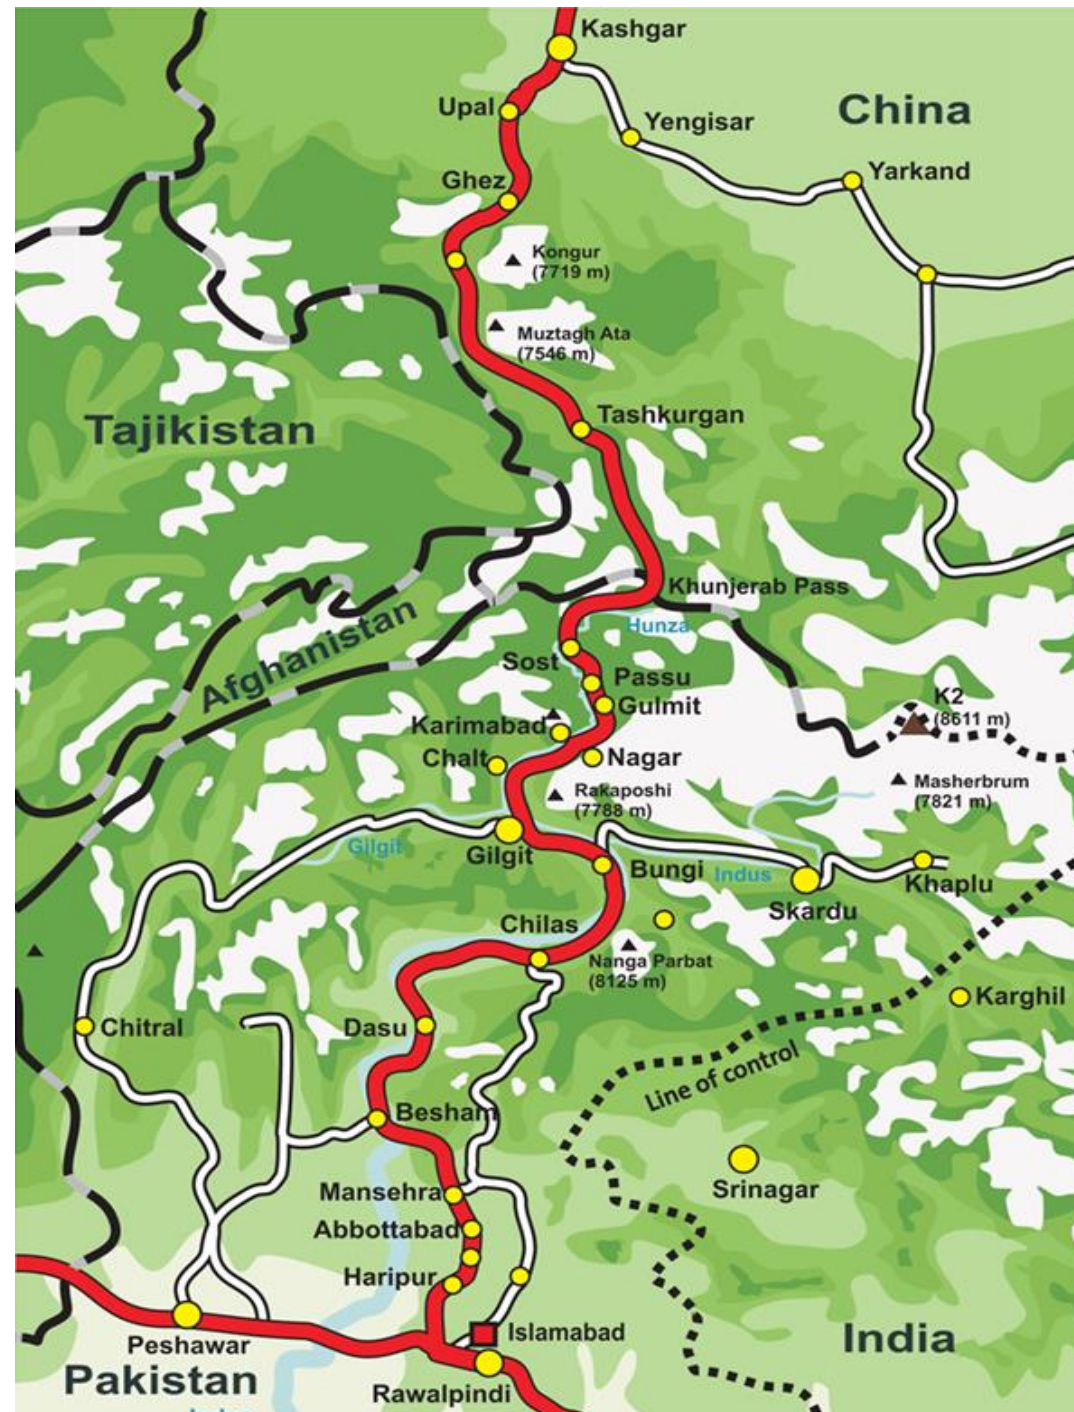 Kashgar
China
Upal
Yengisar
Yarkand
Ghez
Kongur
(7719 m)
Muztagh Ata
(7546 m)
Tashkurgan
Tajikistan
Khunjerab Pass
Hunza
Afghanistan
Sost
Passu
Gulmit
K2
(8611 m)
Karimabad
Chalt
Nagar
Masherbrum
(7821 m)
Rakaposhi
(7788 m)
Gilgit
Gilgit
Bungi
Indus
Khaplu
Skardu
Chilas
Nanga Parbat
(8125 m)
Karghil
Chitral
Dasu
Line of control
Besham
Mansehra
Srinagar
Abbottabad
Haripur
Islamabad
India
Peshawar
Pakistan
Rawalpindi